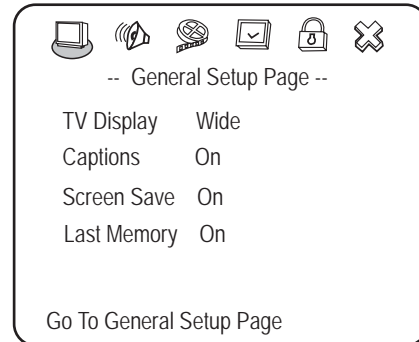 -- General Setup Page --
TV Display Wide
Captions On
Screen Save On
Last Memory On
Go To General Setup Page